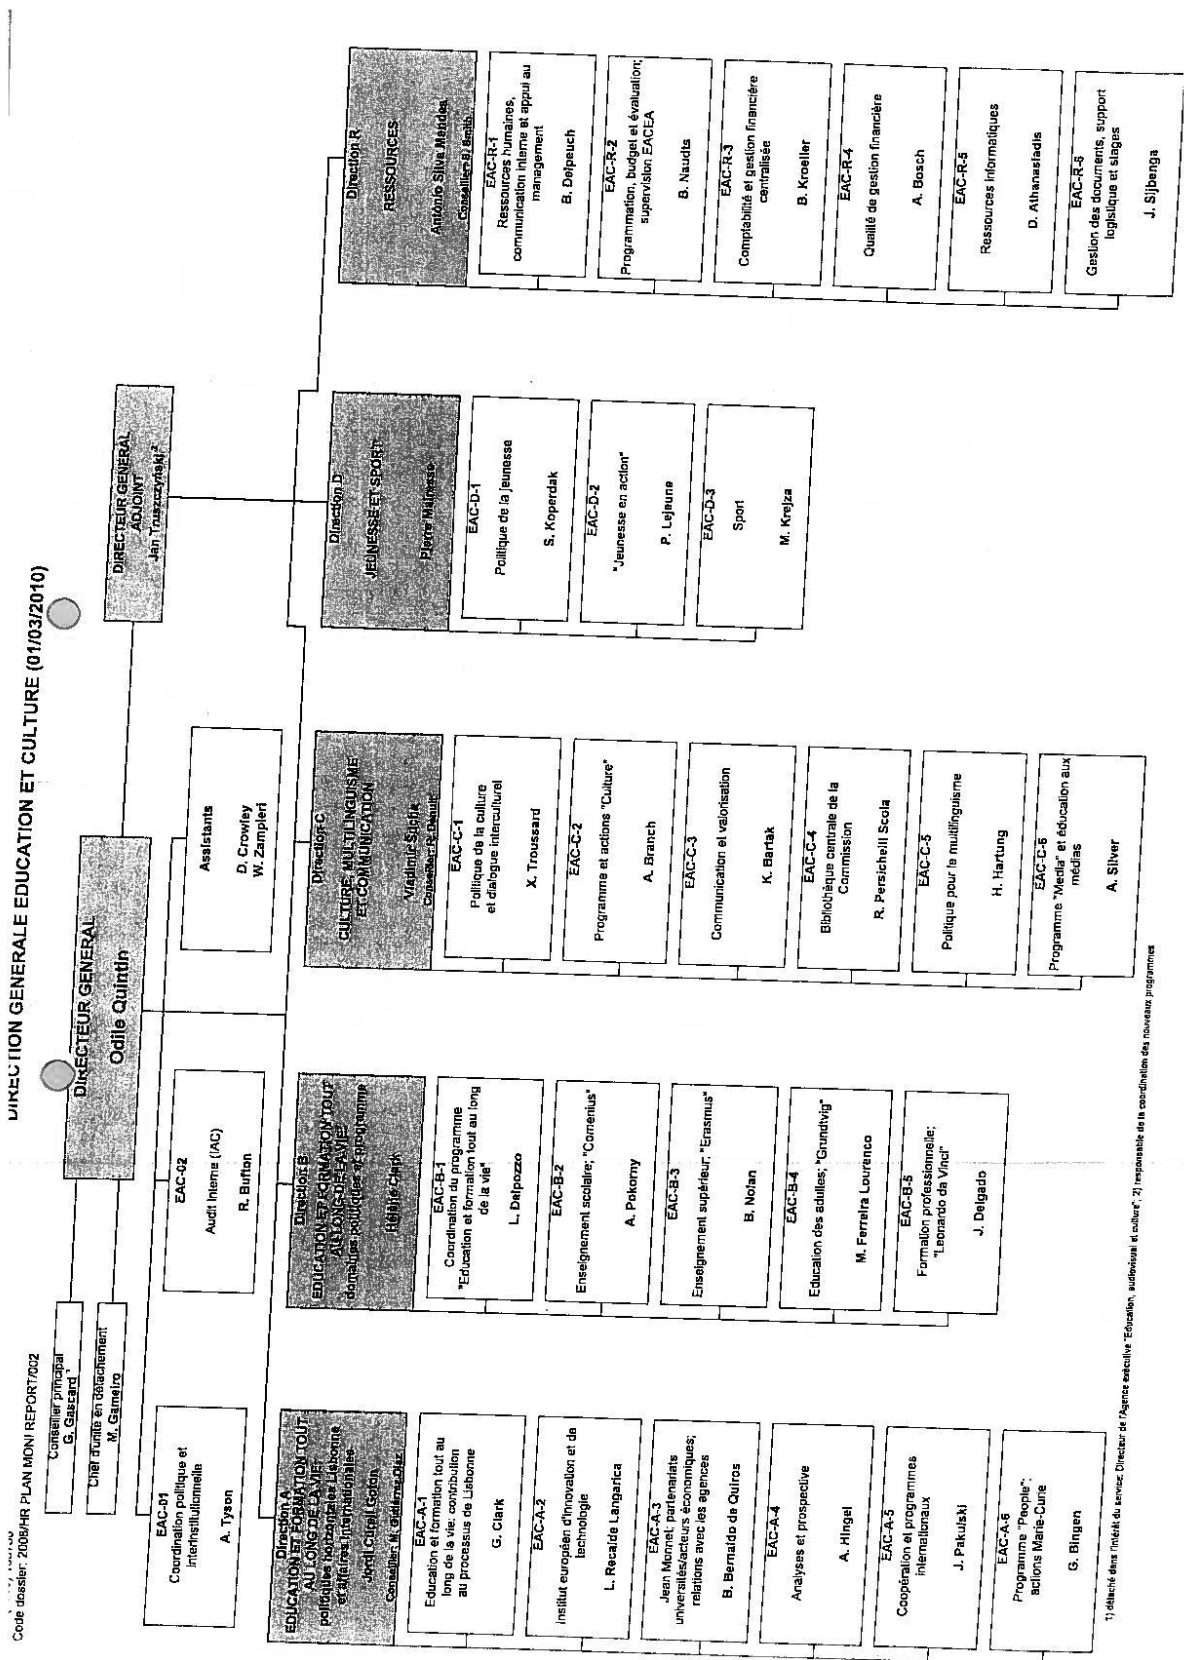 DIRECTION GENERALE EDUCATION ET CULTURE (01/03/2010)
Code dossier: 2006/HR PLAN MONI REPORT/002
Conseiller principal
G. Gascard ¹
Chef d'unité en détachement
M. Gameiro
DIRECTEUR GENERAL
Odile Quintin
DIRECTEUR GENERAL
ADJOINT
Jan Truszczyński ²
EAC-01
Coordination politique et
interinstitutionnelle
A. Tyson
EAC-02
Audit Interne (IAC)
R. Bufton
Assistants
D. Crowley
W. Zampieri
Direction A
EDUCATION ET FORMATION TOUT
AU LONG DE LA VIE:
politiques horizontales Lisbonne
et affaires internationales
Jordi Curell Gotor
Conseiller: M. Gutiérrez Díaz
EAC-A-1
Education et formation tout au
long de la vie: contribution
au processus de Lisbonne
G. Clark
EAC-A-2
Institut européen d'innovation et de
technologie
L. Recalde Langarica
EAC-A-3
Jean Monnet; partenariats
universités/acteurs économiques;
relations avec les agences
B. Bernaldo de Quiros
EAC-A-4
Analyses et prospective
A. Hingel
EAC-A-5
Coopération et programmes
internationaux
J. Pakulski
EAC-A-6
Programme "People":
actions Marie-Curie
G. Bingen
Direction B
EDUCATION ET FORMATION TOUT
AU LONG DE LA VIE:
domaines politiques et programme
Hélène Clark
EAC-B-1
Coordination du programme
"Education et formation tout au long
de la vie"
L. Delpozzo
EAC-B-2
Enseignement scolaire; "Comenius"
A. Pokorny
EAC-B-3
Enseignement supérieur; "Erasmus"
B. Nolan
EAC-B-4
Education des adultes; "Grundtvig"
M. Ferreira Lourenco
EAC-B-5
Formation professionnelle;
"Leonardo da Vinci"
J. Delgado
Direction C
CULTURE, MULTILINGUISME
ET COMMUNICATION
Vladimir Sucha
Conseiller:
EAC-C-1
Politique de la culture
et dialogue interculturel
X. Troussard
EAC-C-2
Programme et actions "Culture"
A. Branch
EAC-C-3
Communication et valorisation
K. Bartak
EAC-C-4
Bibliothèque centrale de la
Commission
R. Persichelli Scola
EAC-C-5
Politique pour le multilinguisme
H. Hartung
EAC-C-6
Programme "Media" et éducation aux
médias
A. Silver
Direction D
JEUNESSE ET SPORT
Pierre Mairesse
EAC-D-1
Politique de la jeunesse
S. Koperdak
EAC-D-2
"Jeunesse en action"
P. Lejeune
EAC-D-3
Sport
M. Krejza
Direction R
RESSOURCES
António Silva Mendes
Conseiller: B. Smith
EAC-R-1
Ressources humaines,
communication interne et appui au
management
B. Delpeuch
EAC-R-2
Programmation, budget et évaluation;
supervision EACEA
B. Naudts
EAC-R-3
Comptabilité et gestion financière
centralisée
B. Kroeller
EAC-R-4
Qualité de gestion financière
A. Bosch
EAC-R-5
Ressources Informatiques
D. Athanasiadis
EAC-R-6
Gestion des documents, support
logistique et stages
J. Sijbenga
1) détaché dans l'intérêt du service: Directeur de l'Agence exécutive "Education, audiovisuel et culture"; 2) responsable de la coordination des nouveaux programmes